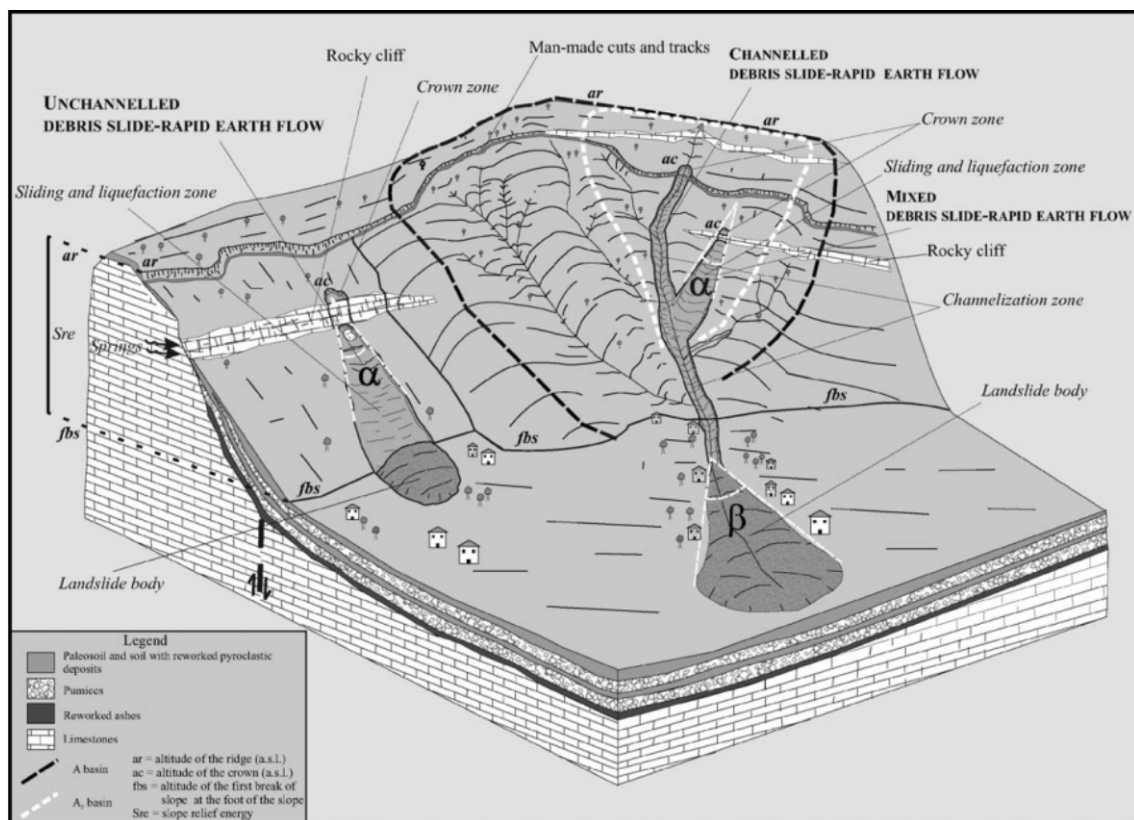 Rocky cliff
Man-made cuts and tracks
CHANNELLED
DEBRIS SLIDE-RAPID EARTH FLOW
UNCHANNELLED
DEBRIS SLIDE-RAPID EARTH FLOW
Crown zone
ar
ar
Crown zone
Sliding and liquefaction zone
ac
Sliding and liquefaction zone
MIXED
DEBRIS SLIDE-RAPID EARTH FLOW
ac
Rocky cliff
ar
ar
ac
α
Channelization zone
Sre
Springs
α
Landslide body
fbs
fbs
fbs
fbs
β
Landslide body
Legend
Paleosoil and soil with reworked pyroclastic
deposits
Pumices
Reworked ashes
Limestones
A basin
A₁ basin
ar = altitude of the ridge (a.s.l.)
ac = altitude of the crown (a.s.l.)
fbs = altitude of the first break of
slope at the foot of the slope
Sre = slope relief energy